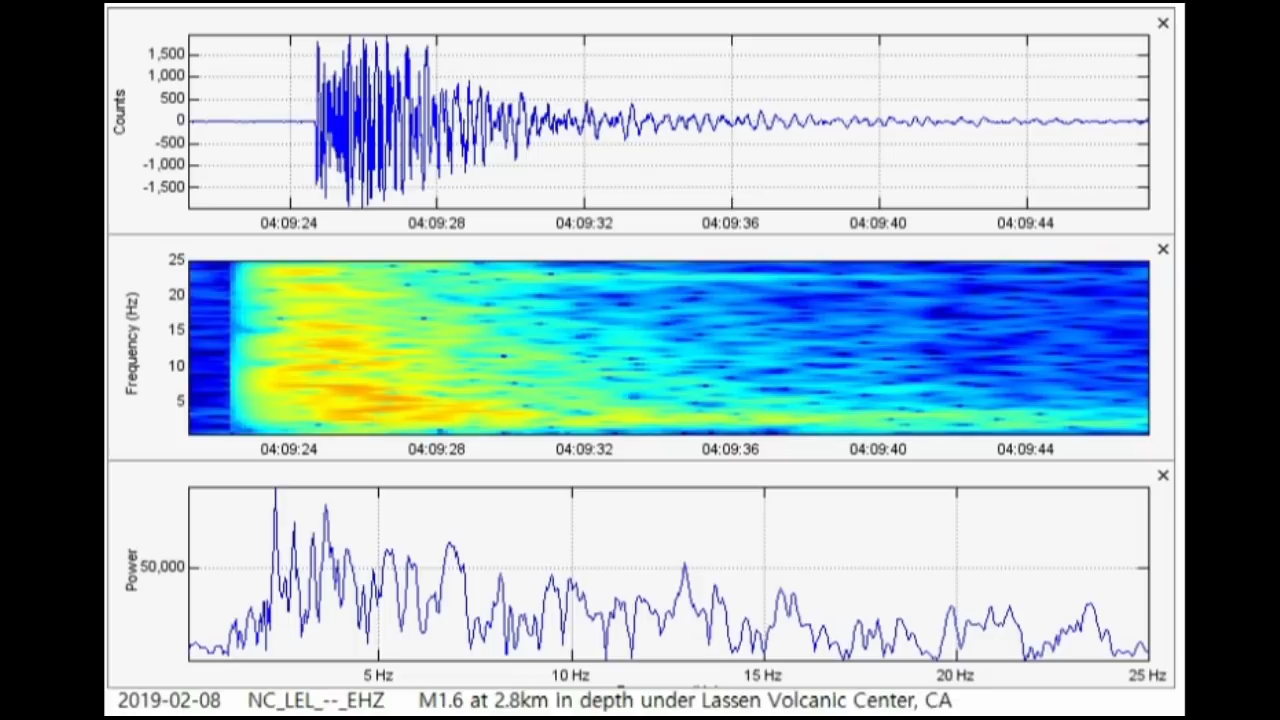 1,500
1,000
500
0
-500
-1,000
-1,500
Counts
04:09:24 04:09:28 04:09:32 04:09:36 04:09:40 04:09:44
25
20
15
10
5
Frequency (Hz)
04:09:24 04:09:28 04:09:32 04:09:36 04:09:40 04:09:44
Power
50,000
5 Hz 10 Hz 15 Hz 20 Hz 25 Hz
2019-02-08 NC_LEL_--_EHZ M1.6 at 2.8km In depth under Lassen Volcanic Center, CA